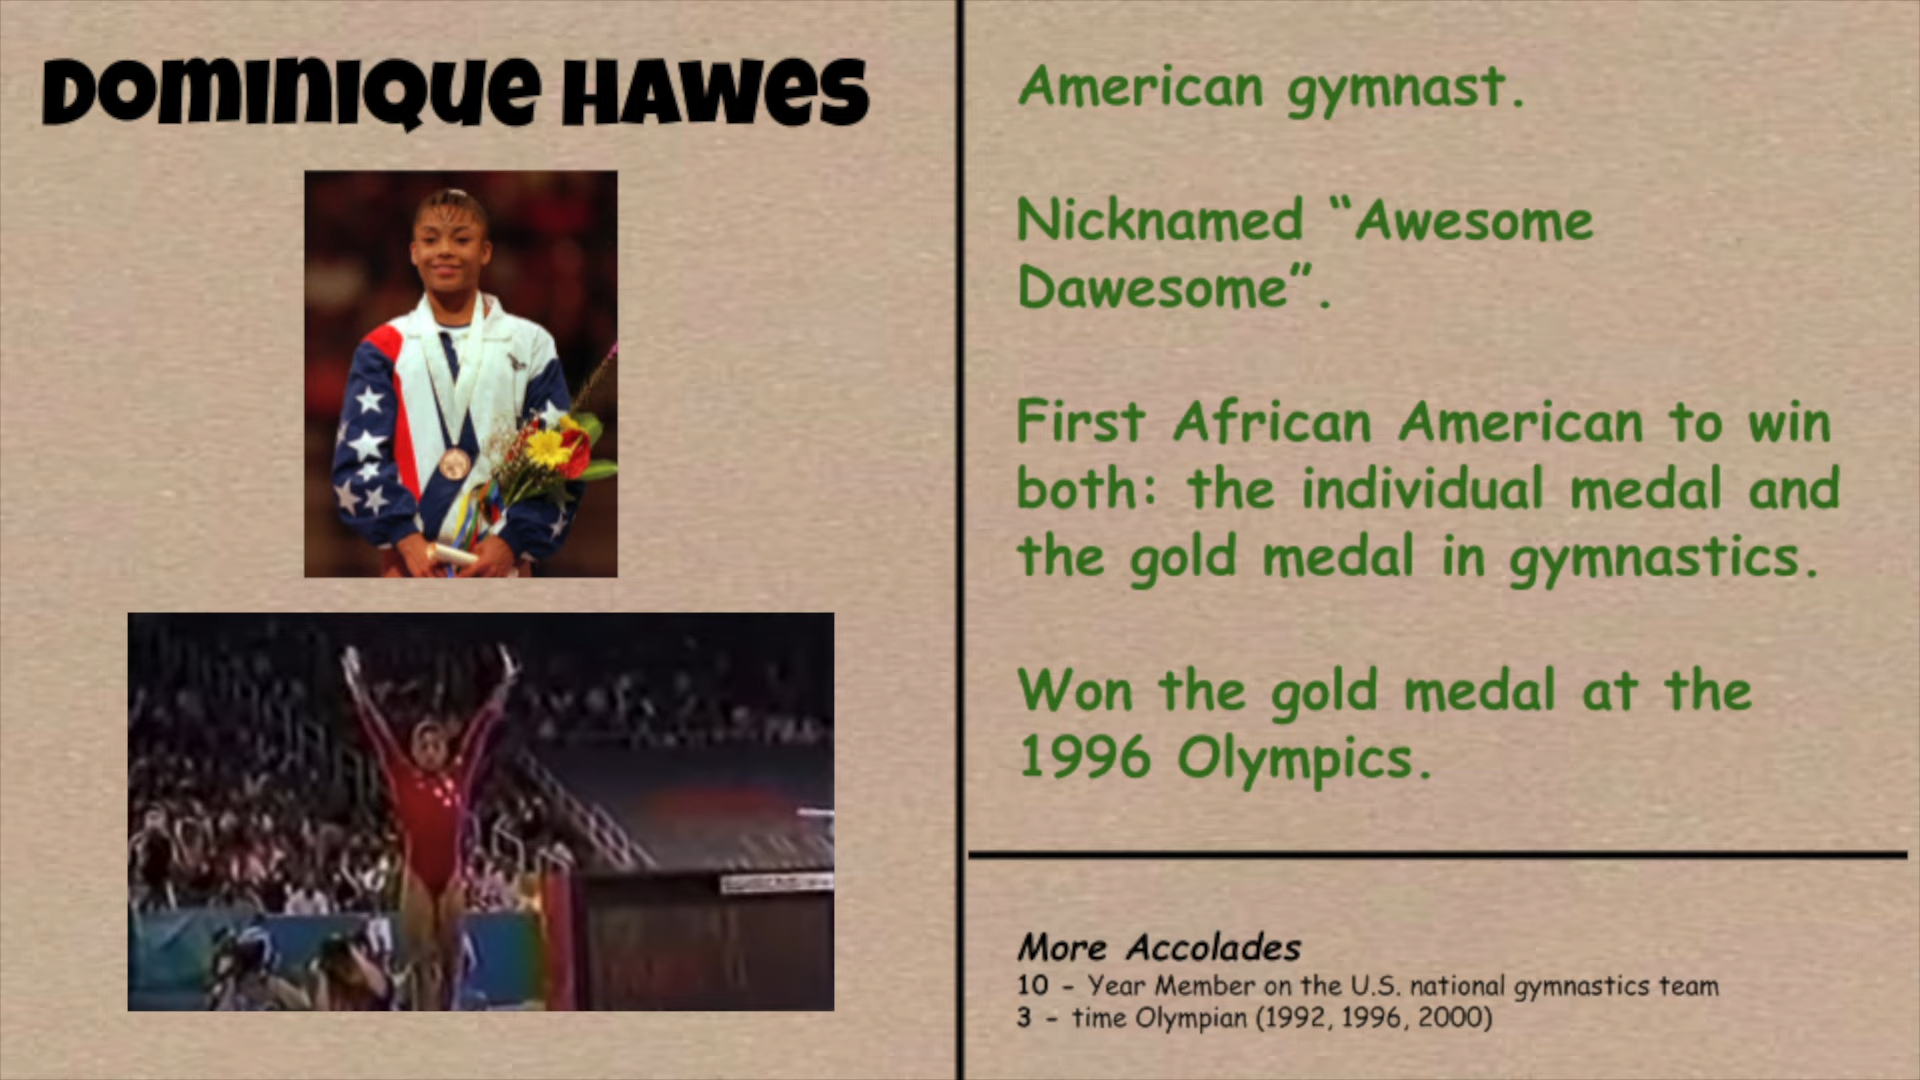 DOMINIQUE HAWES
American gymnast.
Nicknamed “Awesome
Dawesome”.
First African American to win
both: the individual medal and
the gold medal in gymnastics.
Won the gold medal at the
1996 Olympics.
More Accolades
10 - Year Member on the U.S. national gymnastics team
3 - time Olympian (1992, 1996, 2000)